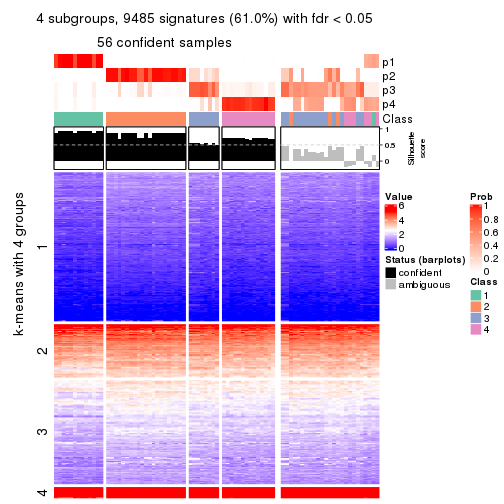 4 subgroups, 9485 signatures (61.0%) with fdr < 0.05
56 confident samples
p1
p2
p3
p4
Class
1
0.5
0
Silhouette
score
k-means with 4 groups
1
2
3
4
Value
6
4
2
0
Status (barplots)
confident
ambiguous
Prob
1
0.8
0.6
0.4
0.2
0
Class
1
2
3
4